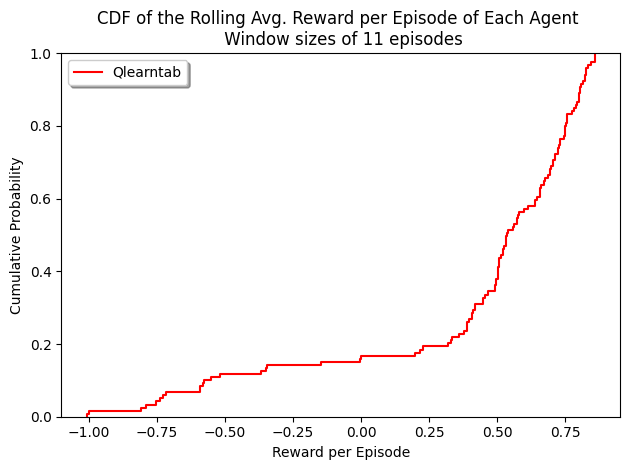 CDF of the Rolling Avg. Reward per Episode of Each Agent
Window sizes of 11 episodes
Qlearntab
Cumulative Probability
1.0
0.8
0.6
0.4
0.2
0.0
−1.00 −0.75 −0.50 −0.25 0.00 0.25 0.50 0.75
Reward per Episode